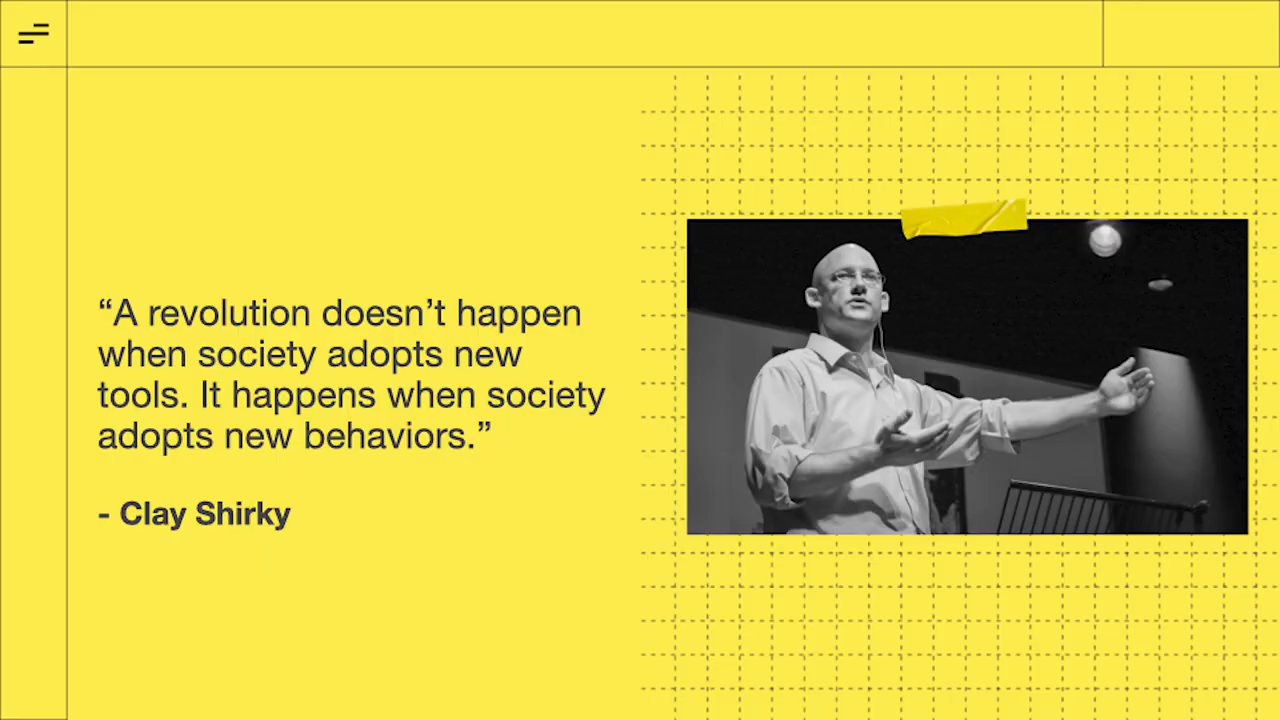 “A revolution doesn’t happen
when society adopts new
tools. It happens when society
adopts new behaviors.”
- Clay Shirky